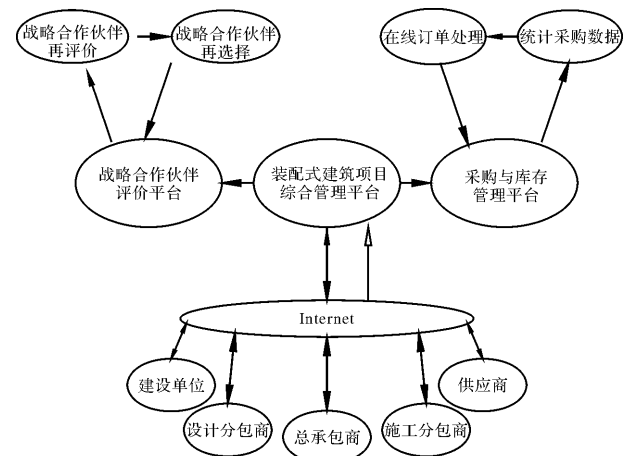 战略合作伙伴
再评价
战略合作伙伴
再选择
在线订单处理
统计采购数据
战略合作伙伴
评价平台
装配式建筑项目
综合管理平台
采购与库存
管理平台
Internet
建设单位
供应商
设计分包商
总承包商
施工分包商